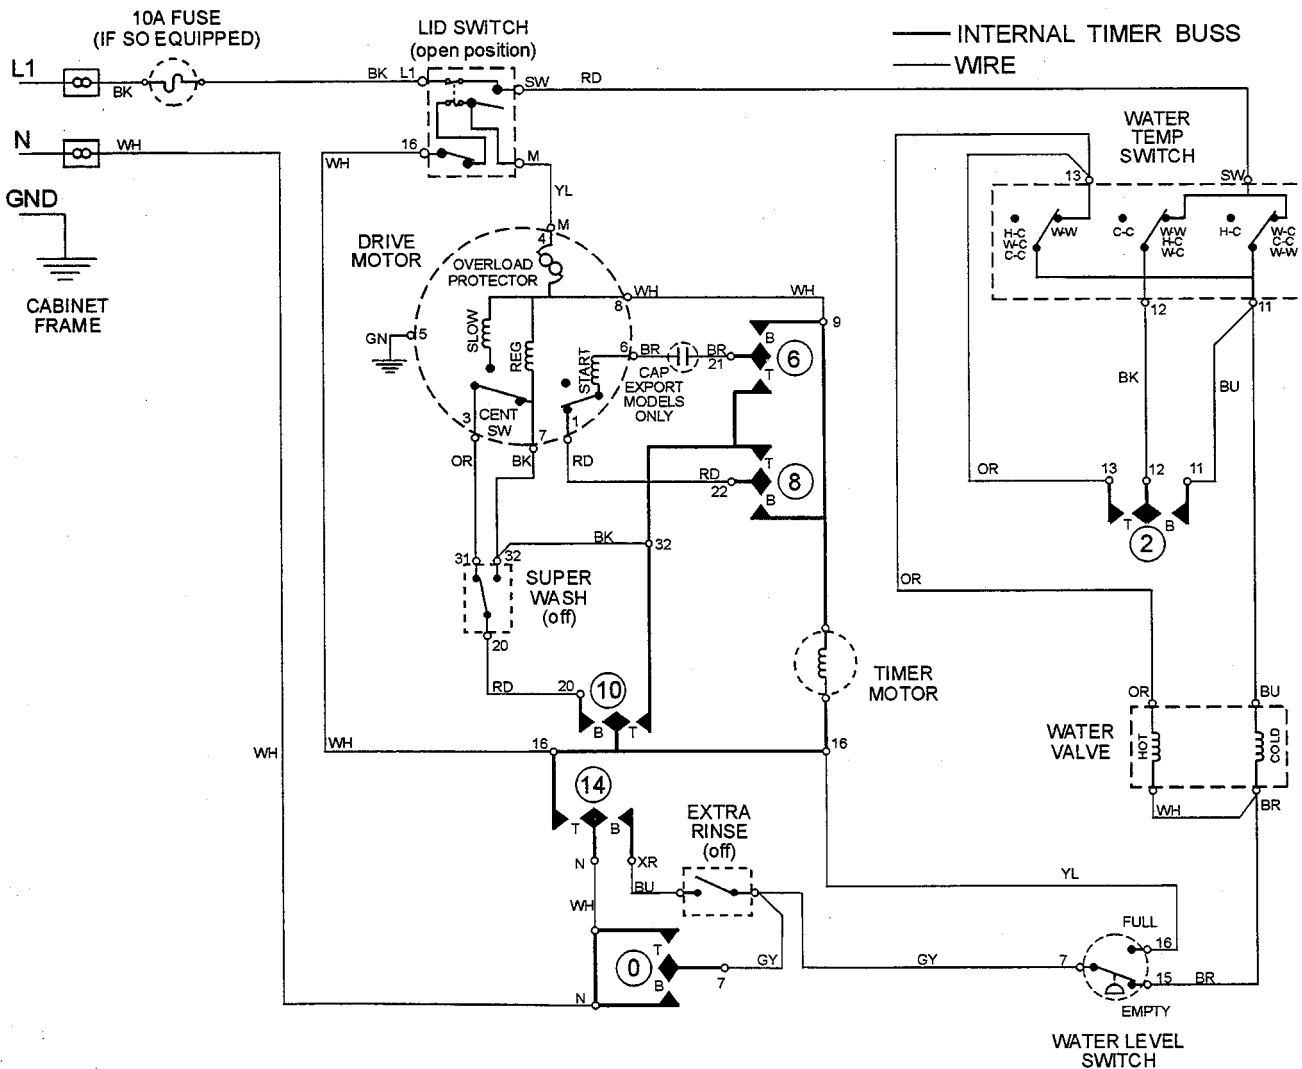 10A FUSE
(IF SO EQUIPPED)
LID SWITCH
(open position)
INTERNAL TIMER BUSS
WIRE
L1
BK
BK
L1
SW
RD
N
WH
16
WH
M
YL
GND
CABINET
FRAME
WATER
TEMP
SWITCH
13
SW
H-C
W-C
C-C
W-W
C-C
W-W
H-C
W-C
H-C
W-C
C-C
W-W
12
11
BK
BU
DRIVE
MOTOR
M
4
OVERLOAD
PROTECTOR
8
WH
WH
9
GN
5
SLOW
REG
START
6
BR
BR
21
CAP
EXPORT
MODELS
ONLY
B
T
6
3
CENT
SW
7
1
OR
BK
RD
RD
22
T
B
8
OR
13
12
11
T
B
2
31
32
BK
32
SUPER
WASH
(off)
20
OR
RD
20
10
B
T
TIMER
MOTOR
WH
WH
16
16
OR
BU
WATER
VALVE
HOT
COLD
WH
BR
14
T
B
N
XR
BU
EXTRA
RINSE
(off)
WH
YL
0
T
B
7
GY
N
GY
7
FULL
16
15
BR
EMPTY
WATER LEVEL
SWITCH